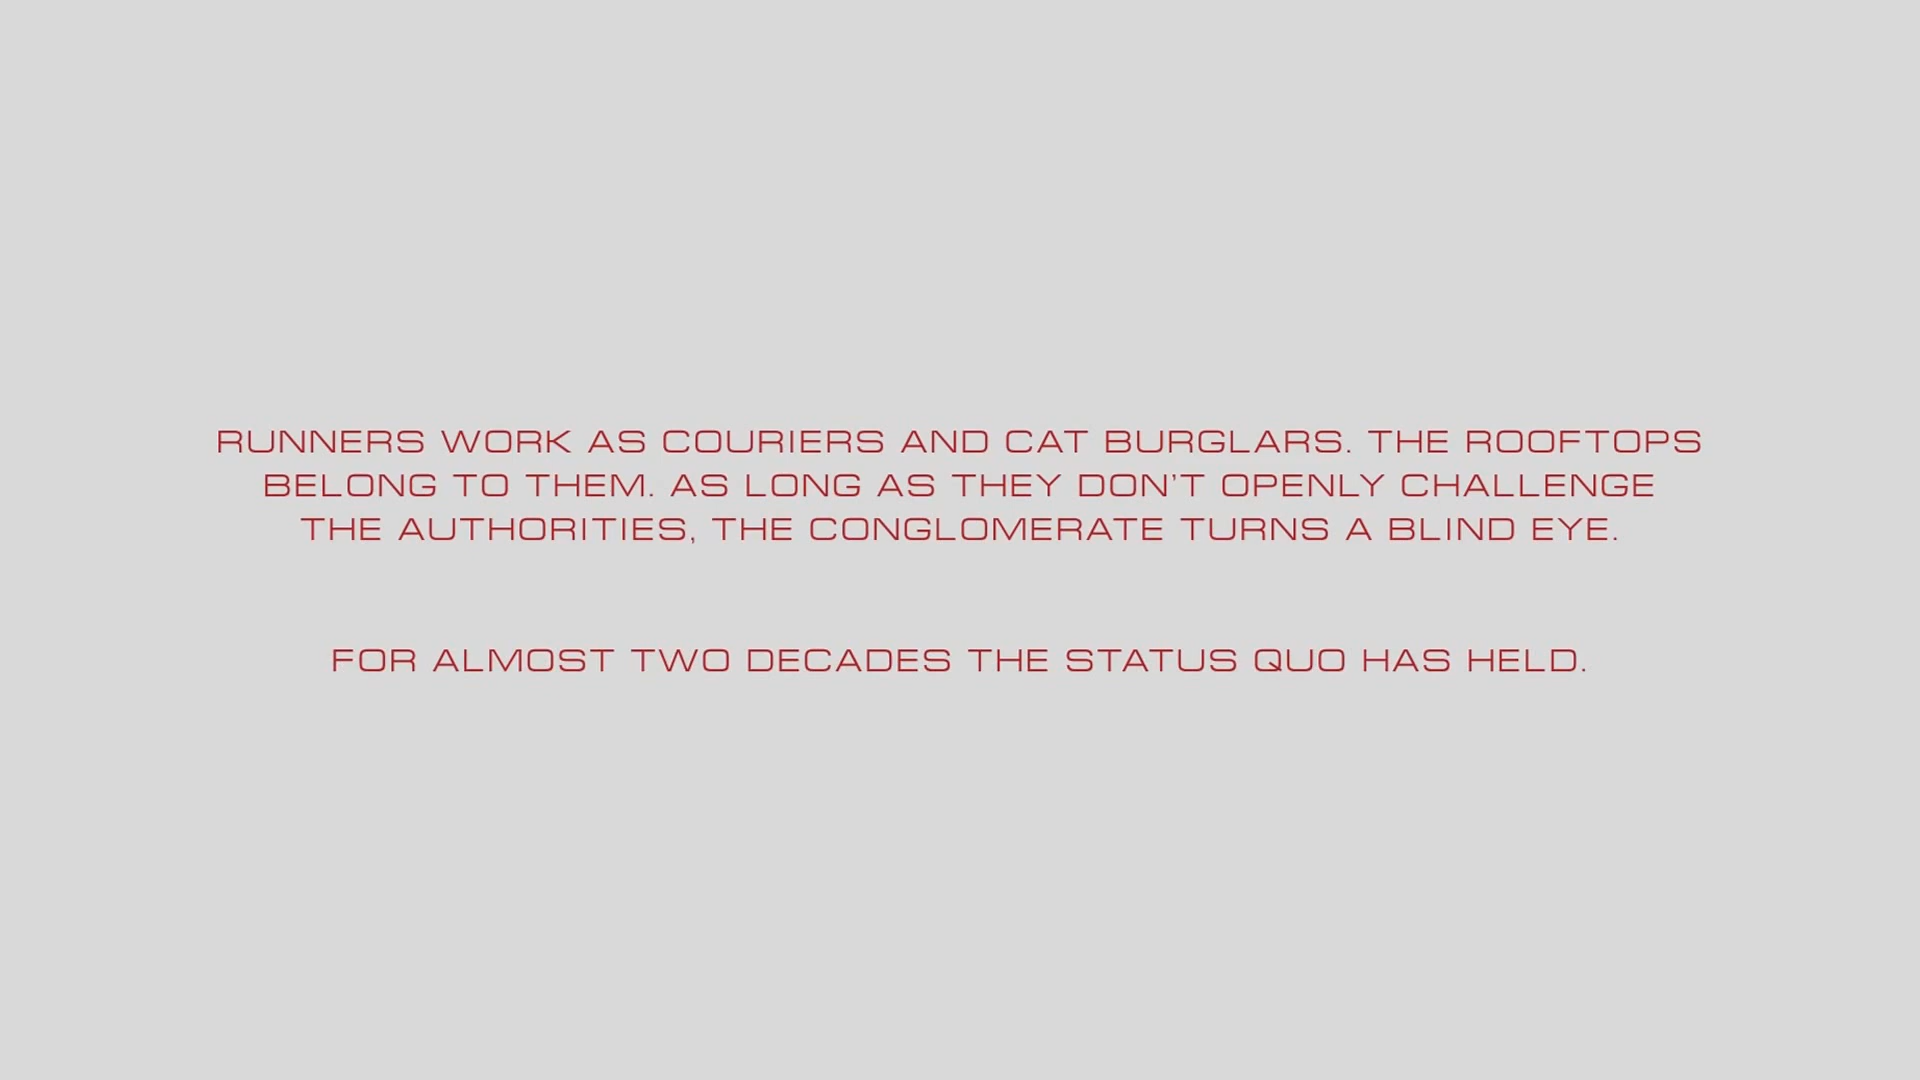 RUNNERS WORK AS COURIERS AND CAT BURGLARS. THE ROOFTOPS
BELONG TO THEM. AS LONG AS THEY DON'T OPENLY CHALLENGE
THE AUTHORITIES, THE CONGLOMERATE TURNS A BLIND EYE.
FOR ALMOST TWO DECADES THE STATUS QUO HAS HELD.